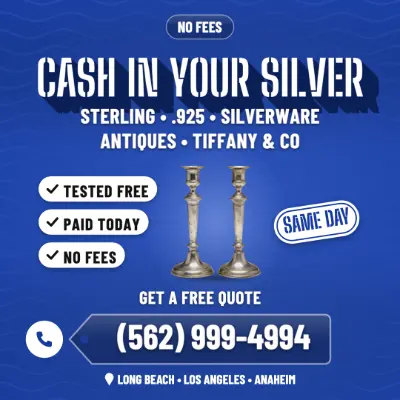 NO FEES
CASH IN YOUR SILVER
STERLING • .925 • SILVERWARE
ANTIQUES • TIFFANY & CO
TESTED FREE
PAID TODAY
NO FEES
SAME DAY
GET A FREE QUOTE
(562) 999-4994
LONG BEACH • LOS ANGELES • ANAHEIM